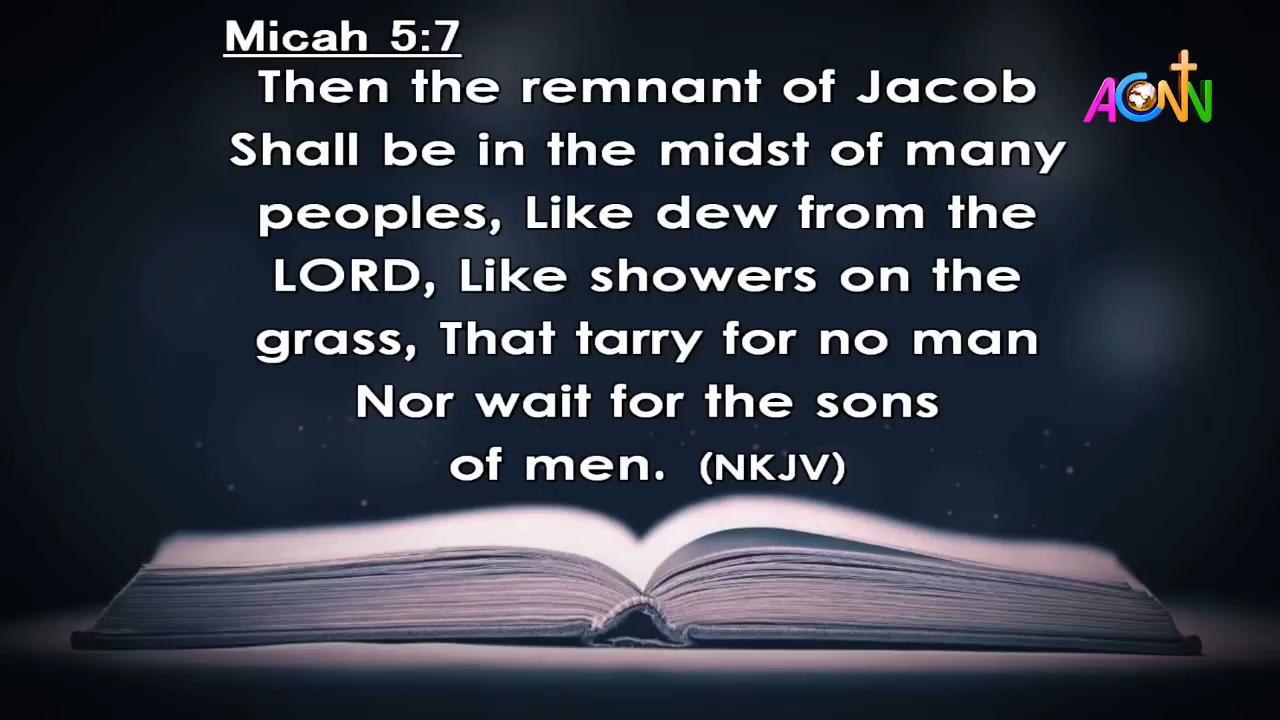 Micah 5:7
Then the remnant of Jacob
Shall be in the midst of many
peoples, Like dew from the
LORD, Like showers on the
grass, That tarry for no man
Nor wait for the sons
of men. (NKJV)
ACNN